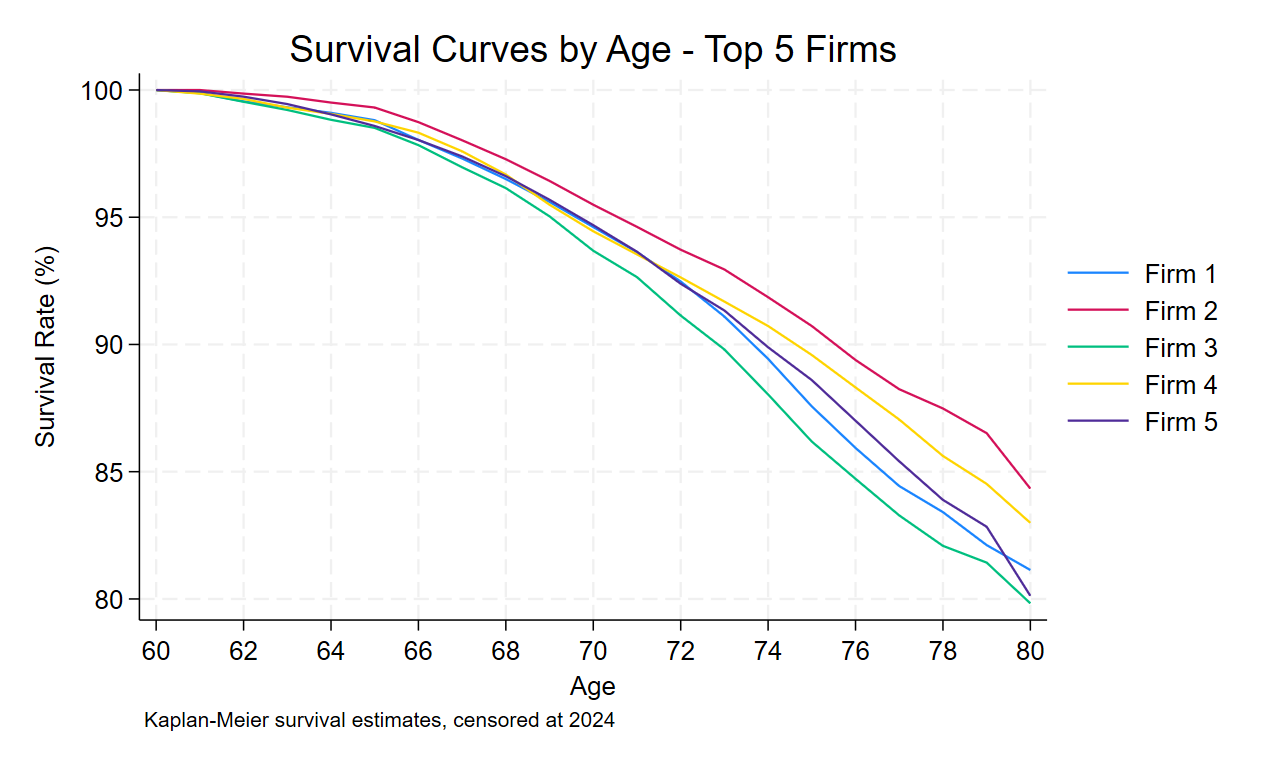 Survival Curves by Age - Top 5 Firms
Survival Rate (%)
100
95
90
85
80
60 62 64 66 68 70 72 74 76 78 80
Age
Firm 1
Firm 2
Firm 3
Firm 4
Firm 5
Kaplan-Meier survival estimates, censored at 2024